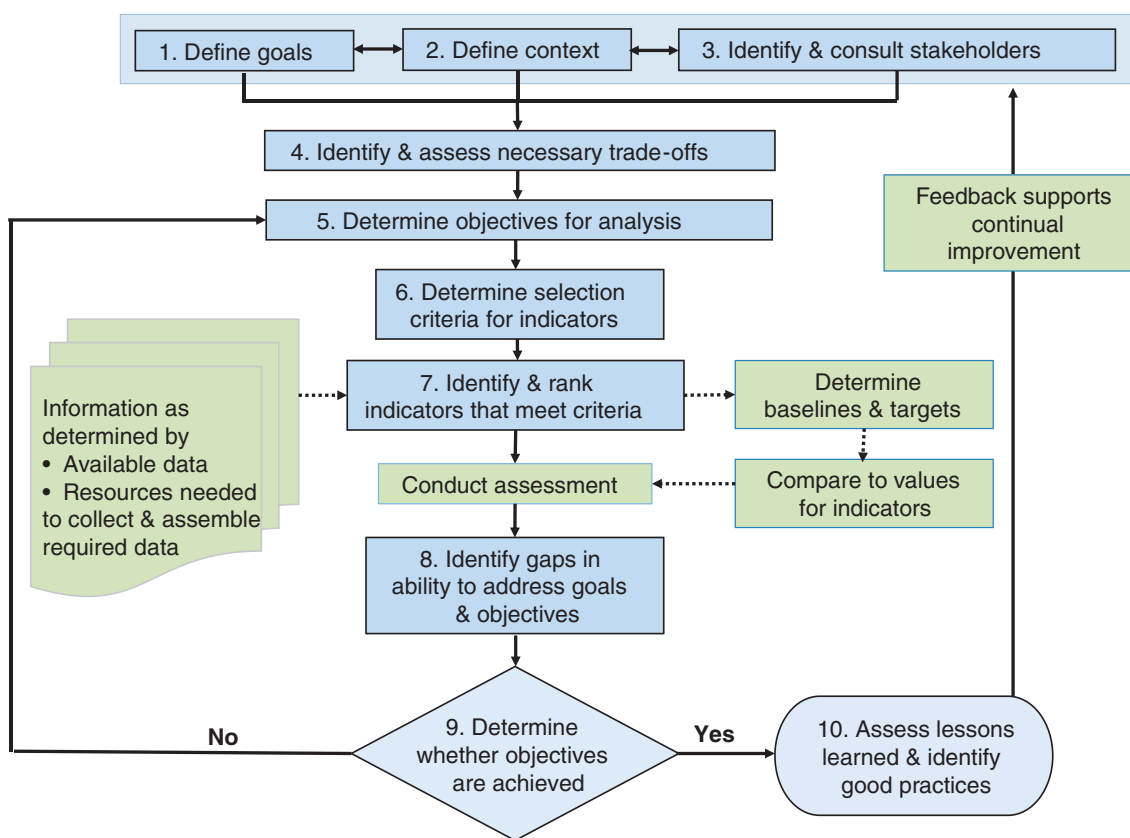 1. Define goals
2. Define context
3. Identify & consult stakeholders
4. Identify & assess necessary trade-offs
5. Determine objectives for analysis
Feedback supports
continual
improvement
6. Determine selection
criteria for indicators
Information as
determined by
• Available data
• Resources needed
to collect & assemble
required data
7. Identify & rank
indicators that meet criteria
Determine
baselines & targets
Conduct assessment
Compare to values
for indicators
8. Identify gaps in
ability to address goals
& objectives
9. Determine
whether objectives
are achieved
No
Yes
10. Assess lessons
learned & identify
good practices